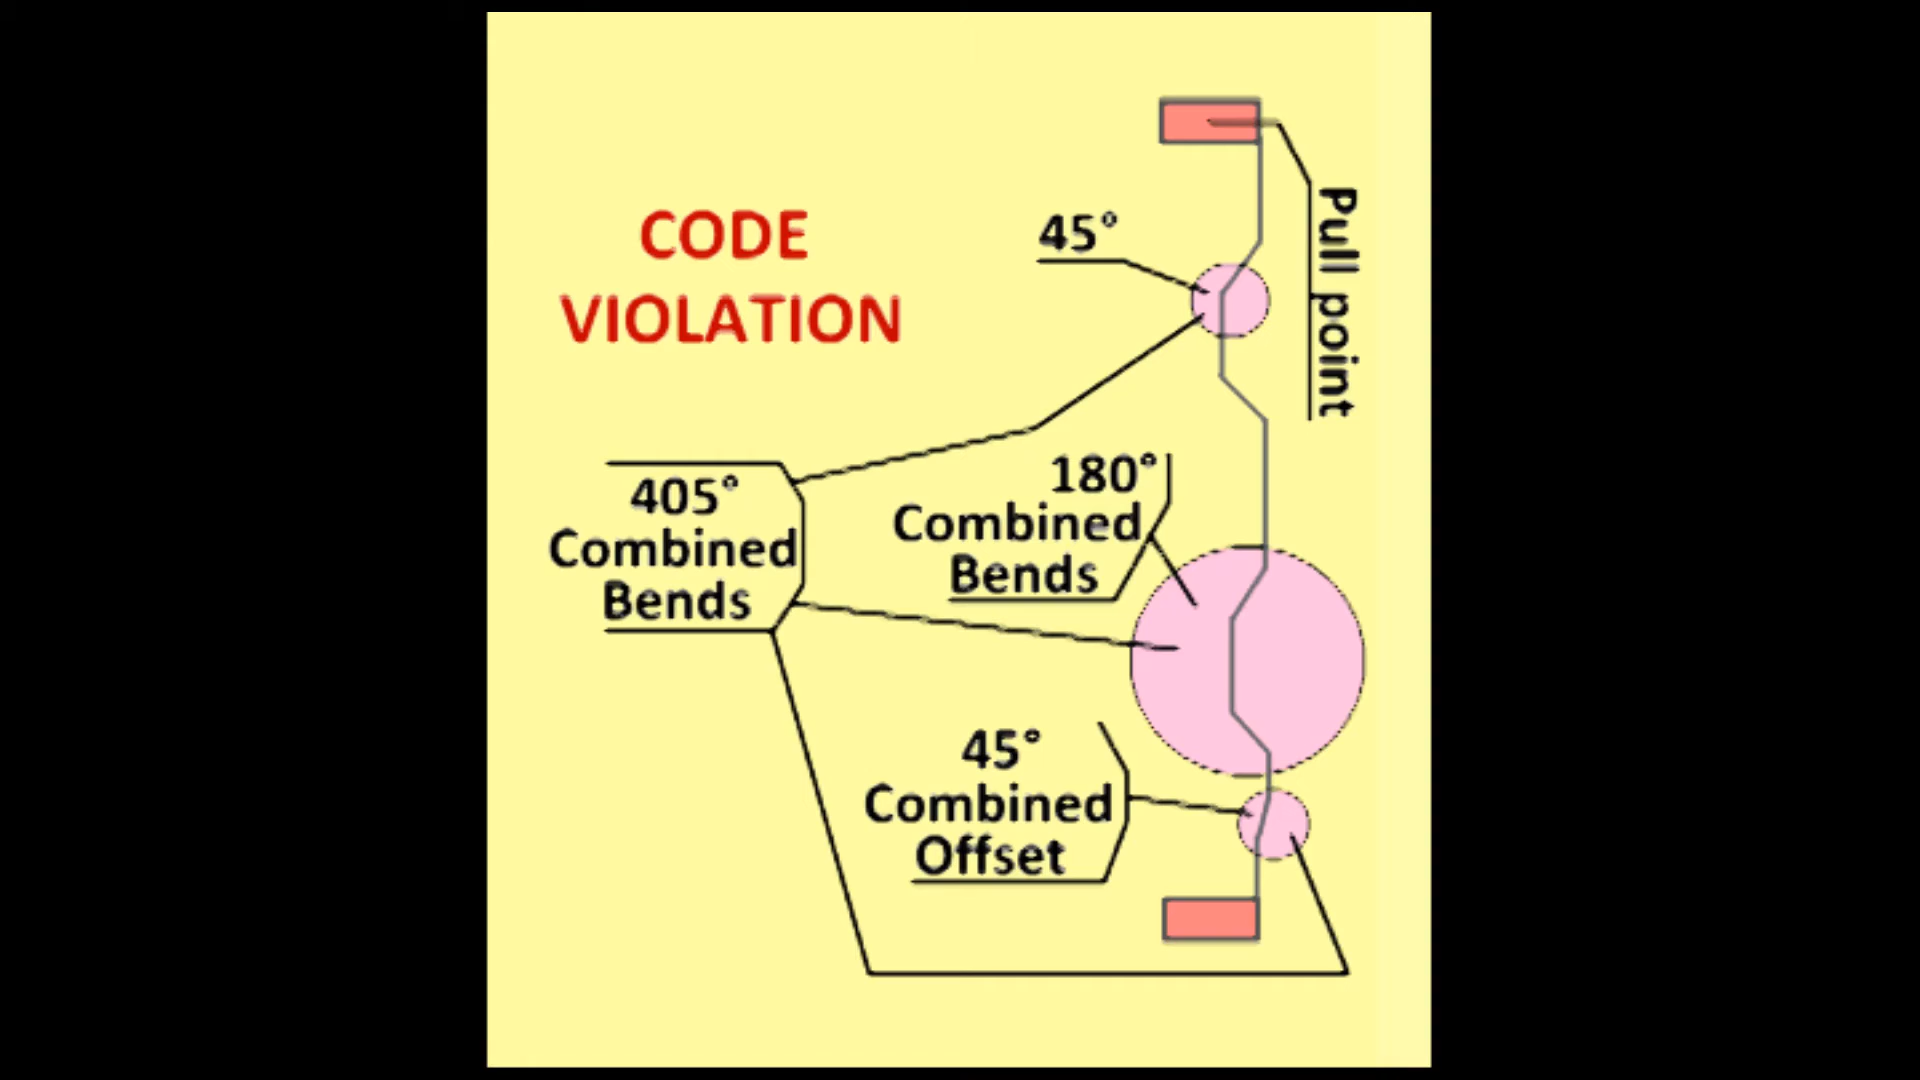 CODE
VIOLATION
45°
Pull point
405°
Combined
Bends
180°
Combined
Bends
45°
Combined
Offset